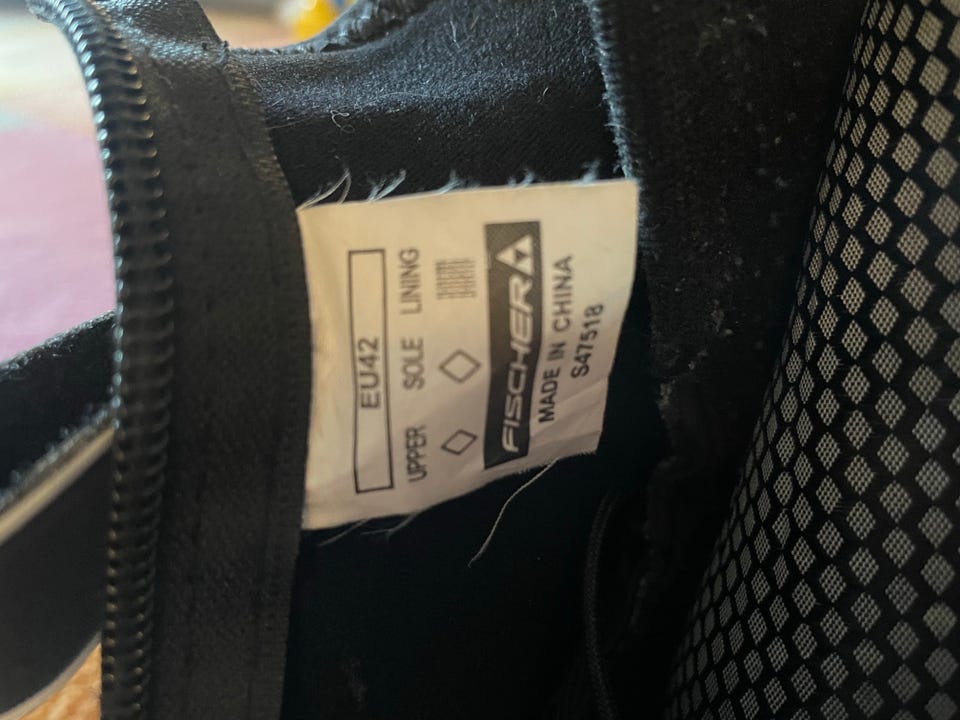 EU42
UPPER SOLE LINING
FISCHER
MADE IN CHINA
S47518